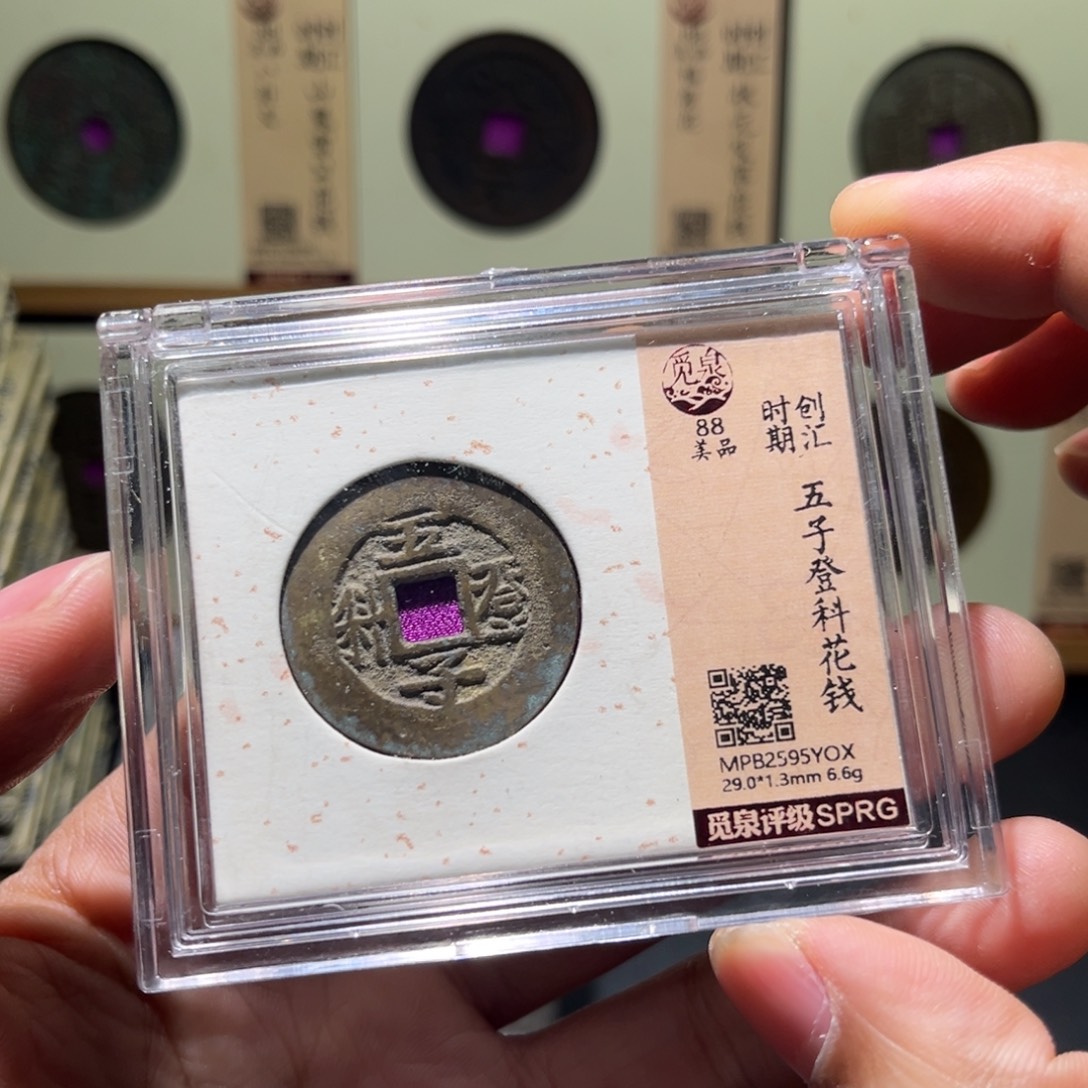 五
子
登
科
觅泉
88
美品
创汇
时期
五子登科花钱
MPB2595YOX
29.0*1.3mm 6.6g
觅泉评级SPRG